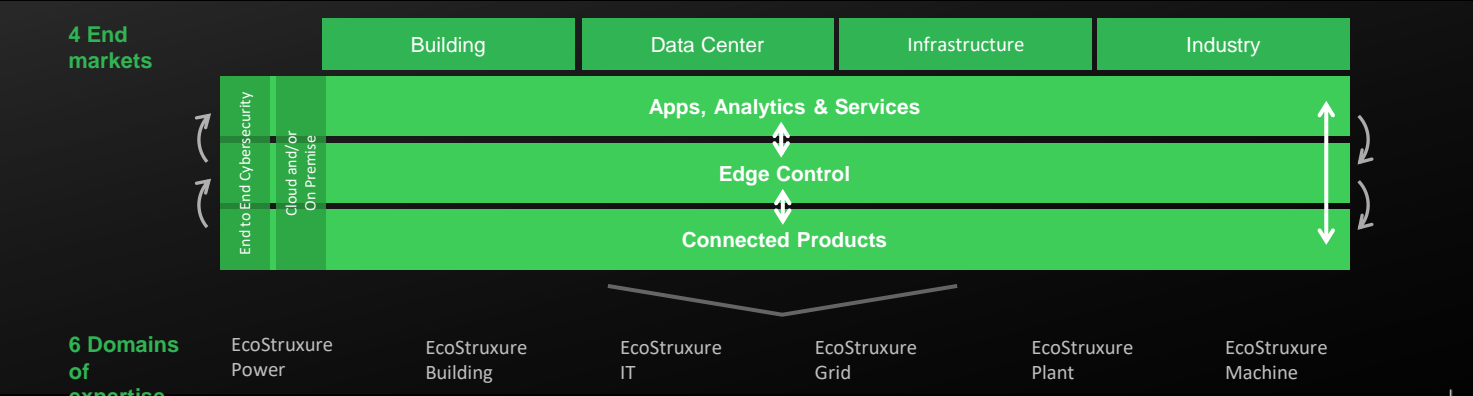 4 End
markets
Building
Data Center
Infrastructure
Industry
End to End Cybersecurity
Cloud and/or
On Premise
Apps, Analytics & Services
Edge Control
Connected Products
6 Domains
of
expertise
EcoStruxure
Power
EcoStruxure
Building
EcoStruxure
IT
EcoStruxure
Grid
EcoStruxure
Plant
EcoStruxure
Machine